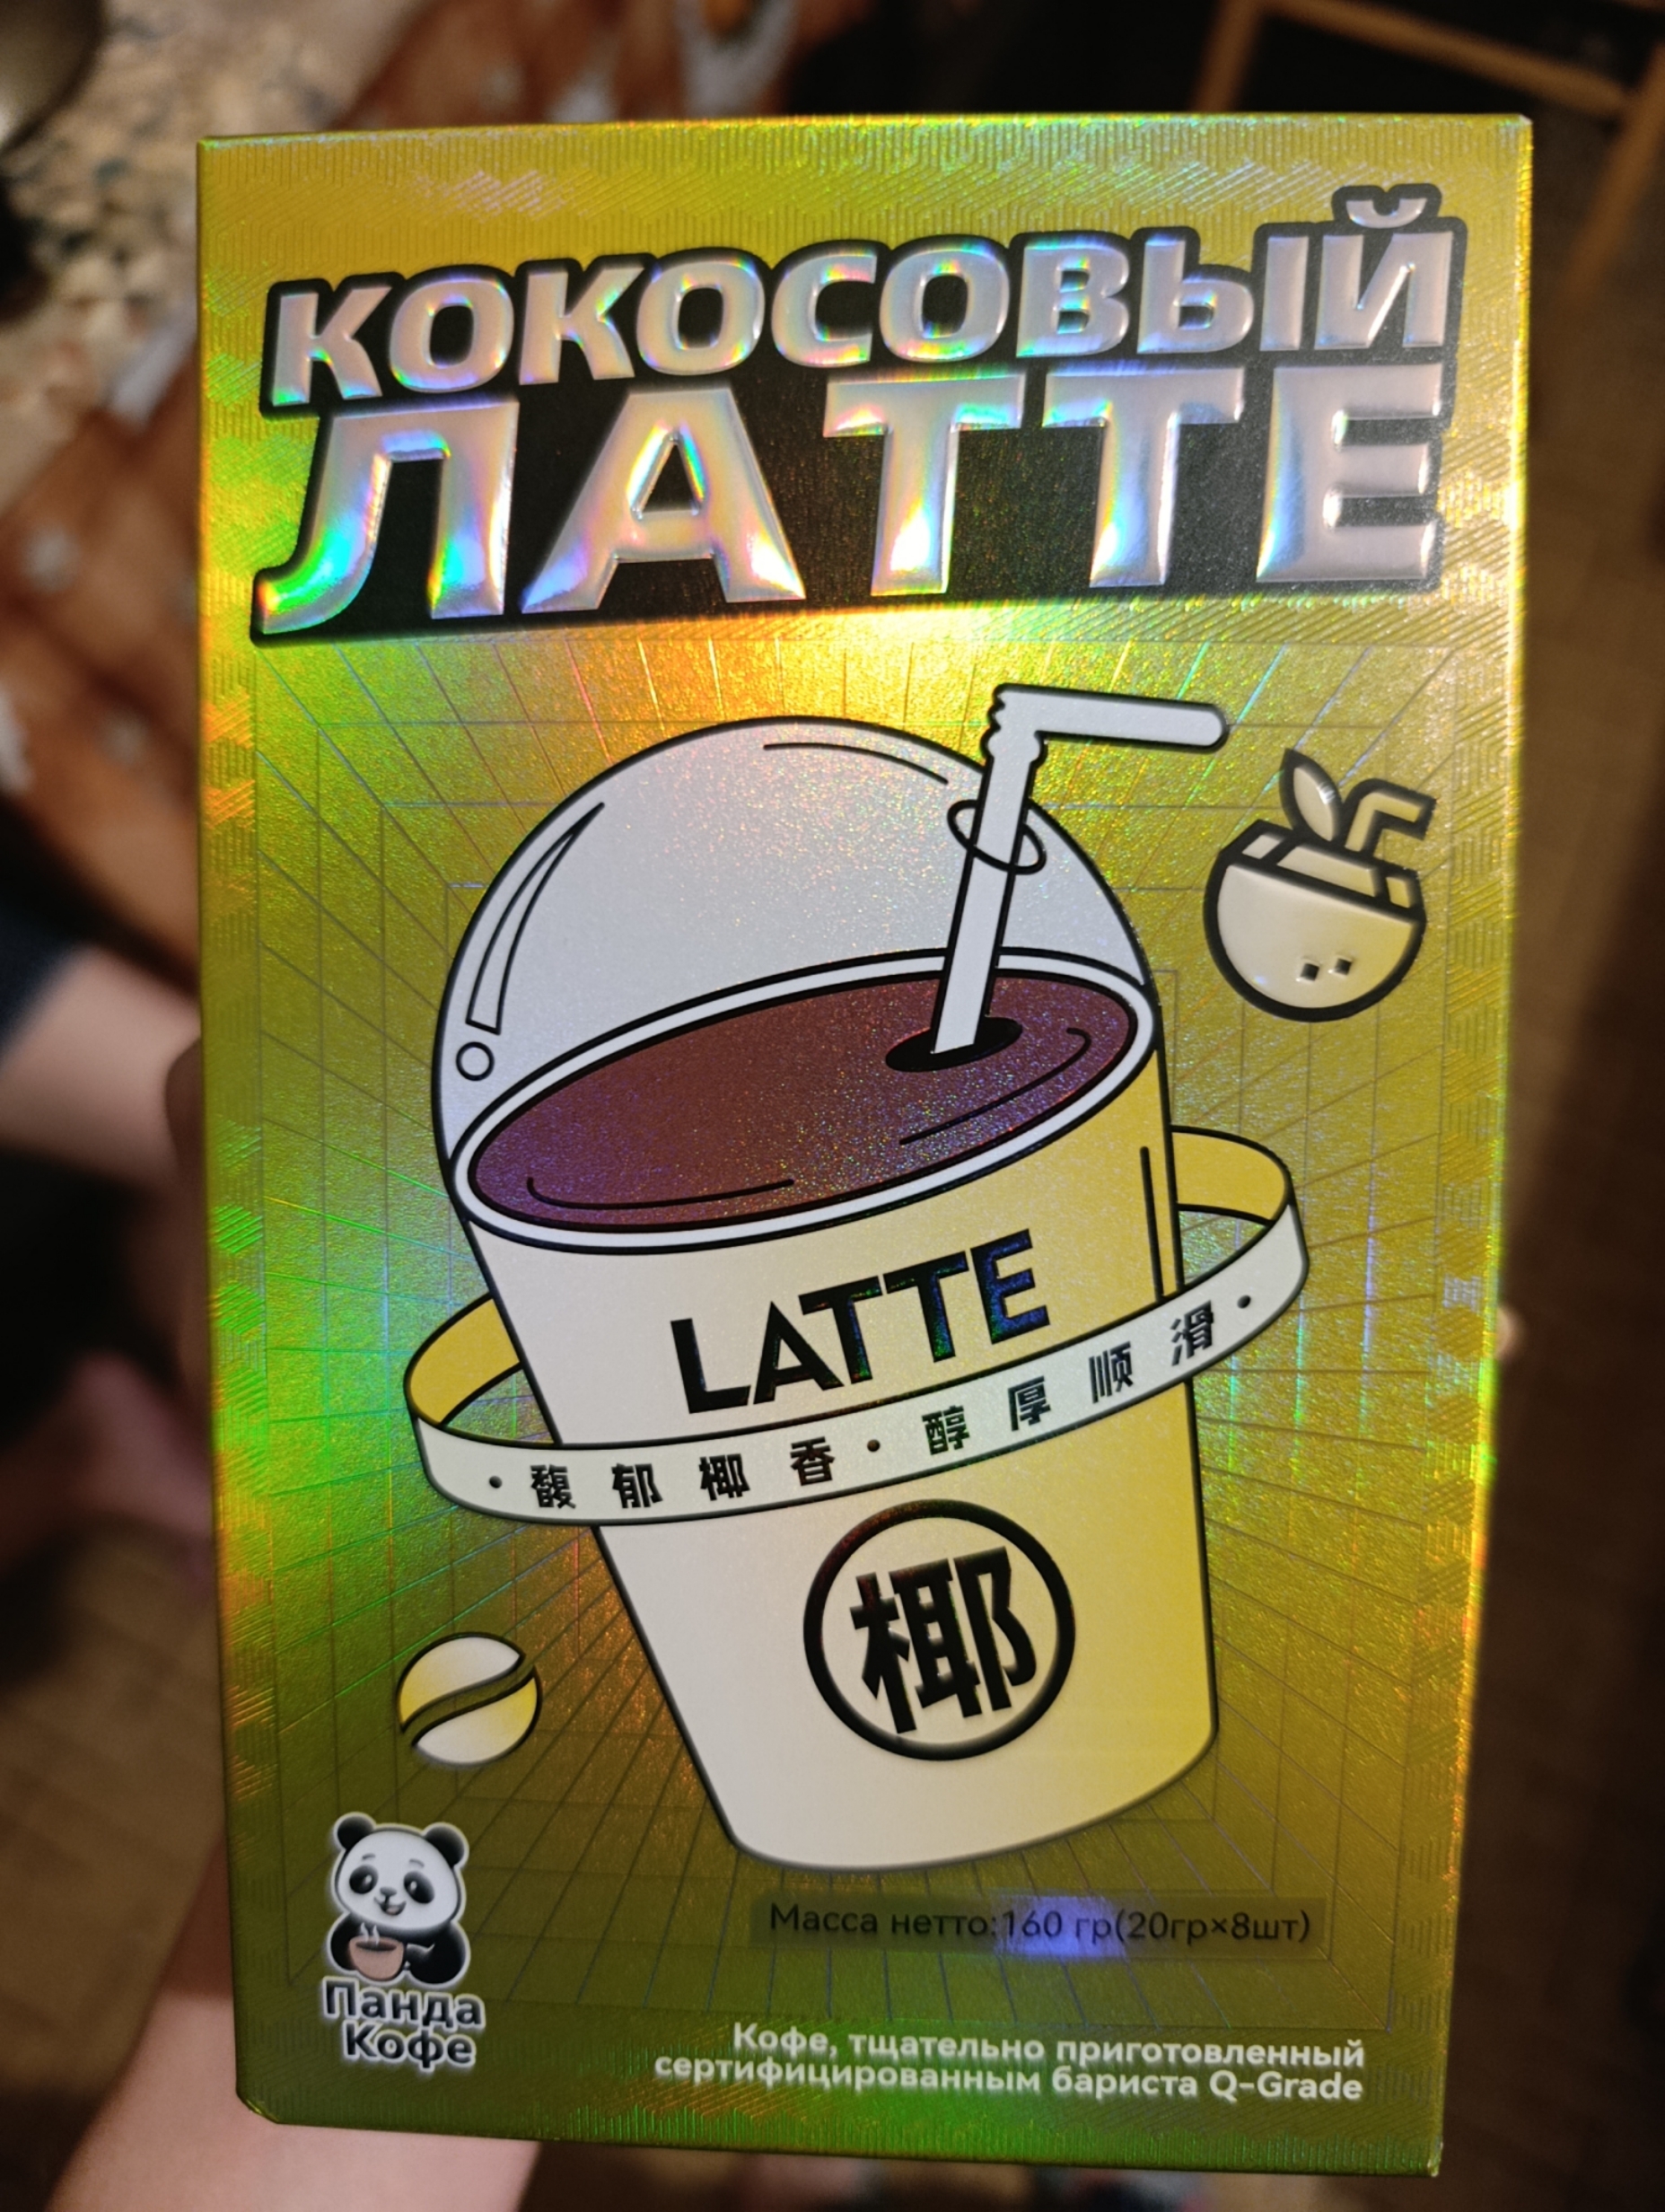 КОКОСОВЫЙ
ЛАТТЕ
LATTE
· 馥郁椰香 · 醇厚顺滑 ·
椰
Масса нетто:160 гр(20гр×8шт)
Панда
Кофе
Кофе, тщательно приготовленный
сертифицированным бариста Q-Grade